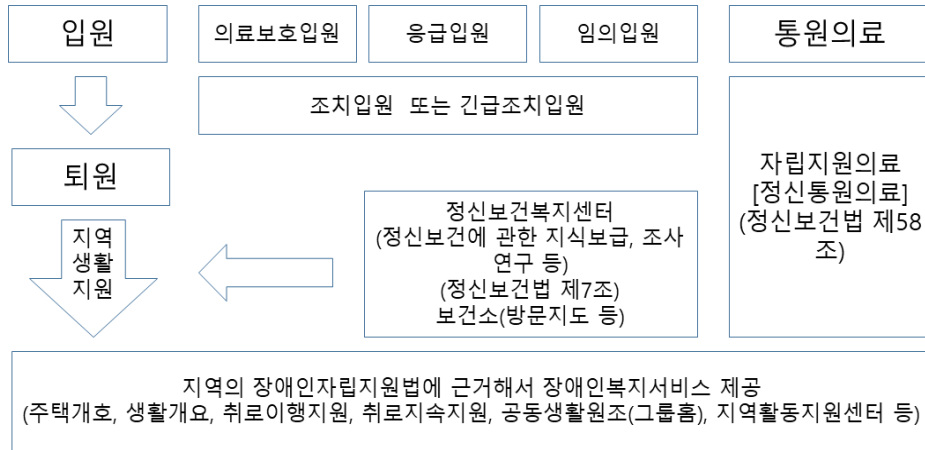 입원
의료보호입원
응급입원
임의입원
통원의료
조치입원 또는 긴급조치입원
퇴원
자립지원의료
[정신통원의료]
(정신보건법 제58
조)
정신보건복지센터
(정신보건에 관한 지식보급, 조사
연구 등)
(정신보건법 제7조)
보건소(방문지도 등)
지역
생활
지원
지역의 장애인자립지원법에 근거해서 장애인복지서비스 제공
(주택개호, 생활개요, 취로이행지원, 취로지속지원, 공동생활원조(그룹홈), 지역활동지원센터 등)